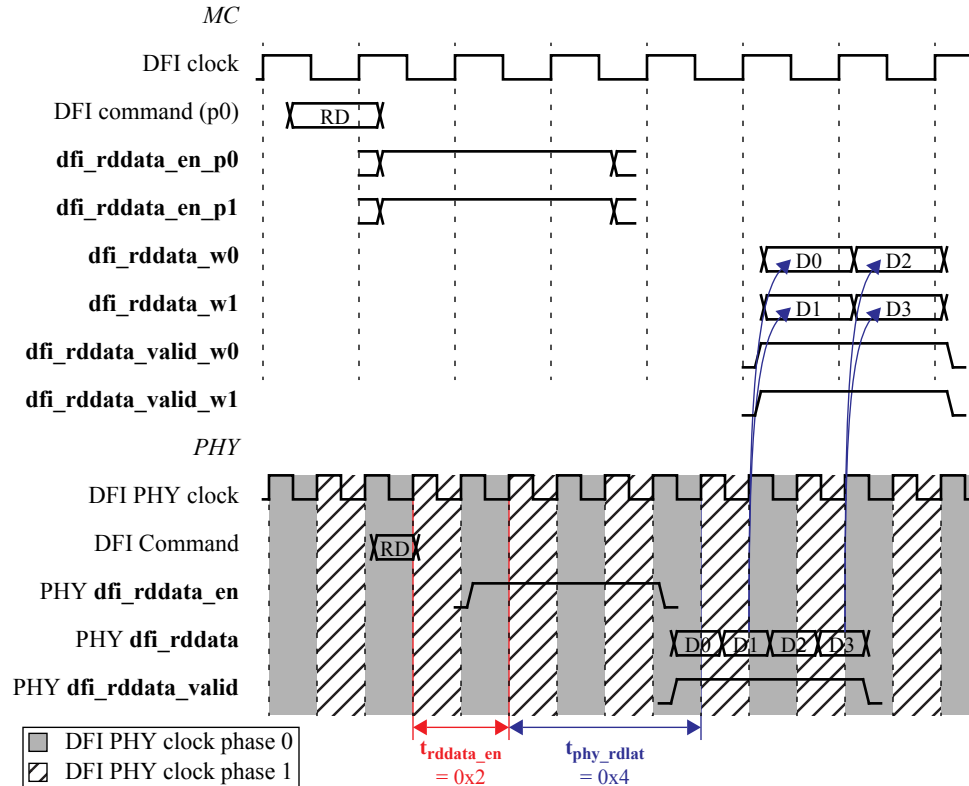 MC
DFI clock
DFI command (p0)
RD
dfi_rddata_en_p0
dfi_rddata_en_p1
dfi_rddata_w0
D0 D2
dfi_rddata_w1
D1 D3
dfi_rddata_valid_w0
dfi_rddata_valid_w1
PHY
DFI PHY clock
DFI Command
RD
PHY dfi_rddata_en
PHY dfi_rddata
D0 D1 D2 D3
PHY dfi_rddata_valid
DFI PHY clock phase 0
DFI PHY clock phase 1
trddata_en
= 0x2
tphy_rdlat
= 0x4